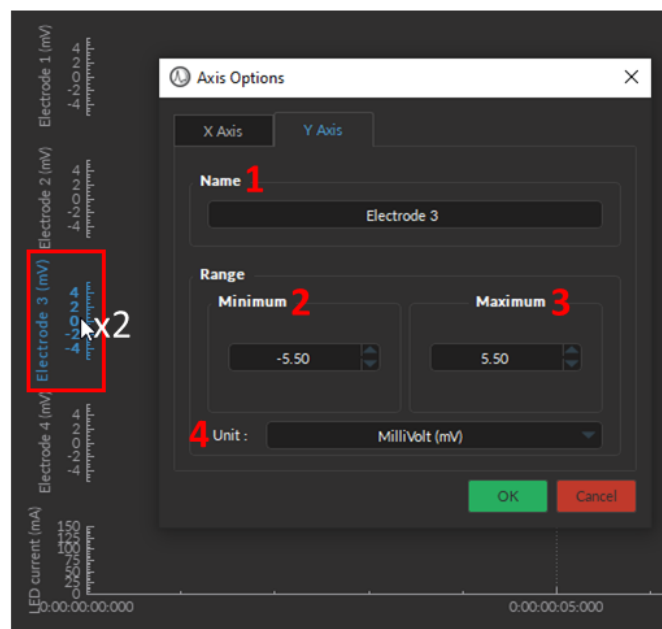 Electrode 1 (mV)
4
2
0
-2
-4
Electrode 2 (mV)
4
2
0
-2
-4
Electrode 3 (mV)
4
2
0
-2
-4
x2
Electrode 4 (mV)
4
2
0
-2
-4
LED current (mA)
150
125
100
75
50
25
0
0:00:00:00:000
0:00:00:05:000
Axis Options
X Axis
Y Axis
Name 1
Electrode 3
Range
Minimum 2
Maximum 3
-5.50
5.50
4 Unit :
MilliVolt (mV)
OK
Cancel